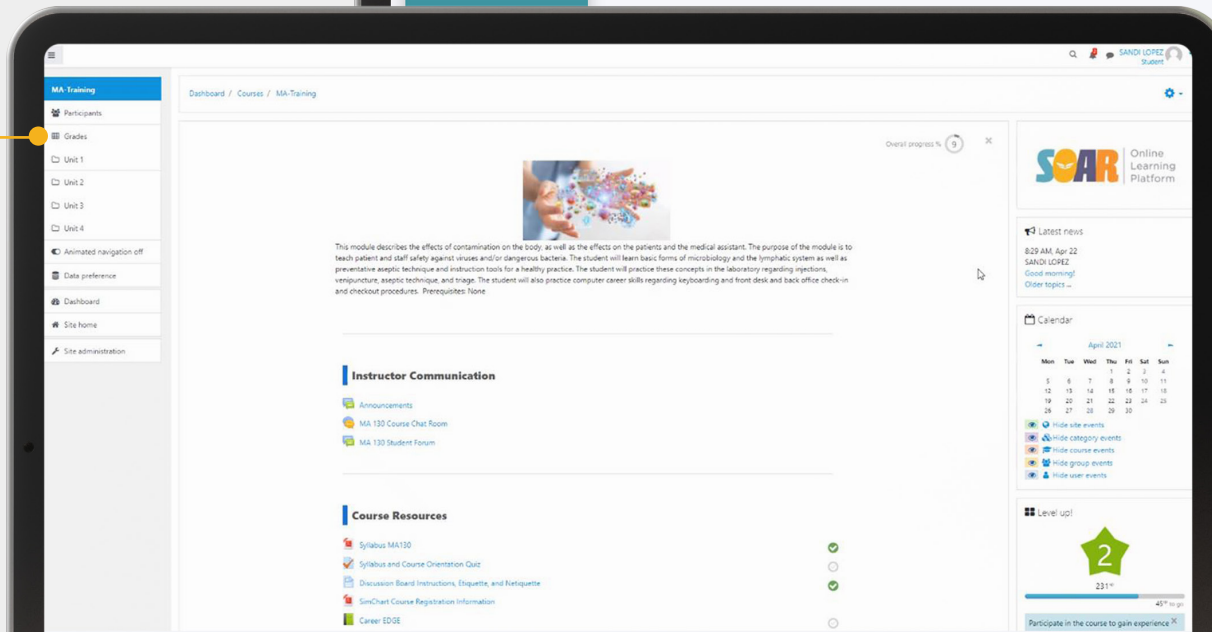 SANDI LOPEZ
Student
MA-Training
Participants
Grades
Unit 1
Unit 2
Unit 3
Unit 4
Animated navigation off
Data preference
Dashboard
Site home
Site administration
Dashboard / Courses / MA-Training
Overall progress % 9
This module describes the effects of contamination on the body, as well as the effects on the patients and the medical assistant. The purpose of the module is to
teach patient and staff safety against viruses and/or dangerous bacteria. The student will learn basic forms of microbiology and the lymphatic system as well as
preventative aseptic technique and instruction tools for a healthy practice. The student will practice these concepts in the laboratory regarding injections,
venipuncture, aseptic technique, and triage. The student will also practice computer career skills regarding keyboarding and front desk and back office check-in
and checkout procedures. Prerequisites: None
Instructor Communication
Announcements
MA 130 Course Chat Room
MA 130 Student Forum
Course Resources
Syllabus MA130
Syllabus and Course Orientation Quiz
Discussion Board Instructions, Etiquette, and Netiquette
SimChart Course Registration Information
Career EDGE
SOAR
Online
Learning
Platform
Latest news
8:29 AM, Apr 22
SANDI LOPEZ
Good morning!
Older topics ...
Calendar
April 2021
Mon Tue Wed Thu Fri Sat Sun
1 2 3 4
5 6 7 8 9 10 11
12 13 14 15 16 17 18
19 20 21 22 23 24 25
26 27 28 29 30
Hide site events
Hide category events
Hide course events
Hide group events
Hide user events
Level up!
2
231xp
45xp to go
Participate in the course to gain experience